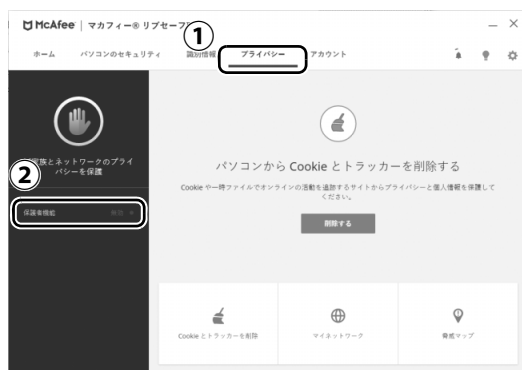 McAfee | マカフィー® リブセーフ
①
ホーム パソコンのセキュリティ 識別情報 プライバシー アカウント
家族とネットワークのプライ
バシーを保護
②
保護者機能
パソコンから Cookie とトラッカーを削除する
Cookie や一時ファイルでオンラインの活動を追跡するサイトからプライバシーと個人情報を保護して
ください。
削除する
Cookie とトラッカーを削除
マイネットワーク
脅威マップ